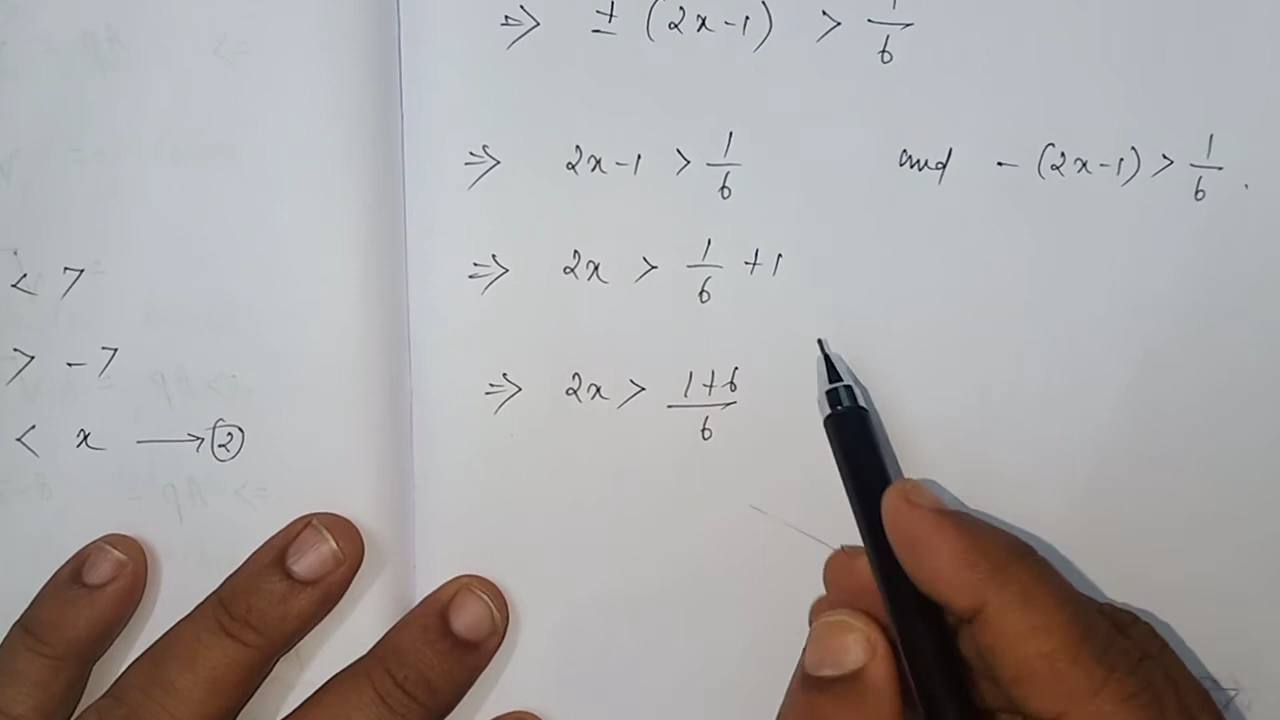 ⇒ ± (2x-1) > 1/6
⇒ 2x-1 > 1/6 and - (2x-1) > 1/6.
< 7
⇒ 2x > 1/6 +1
> -7
⇒ 2x > (1+6)/6
< x ⟶ ②